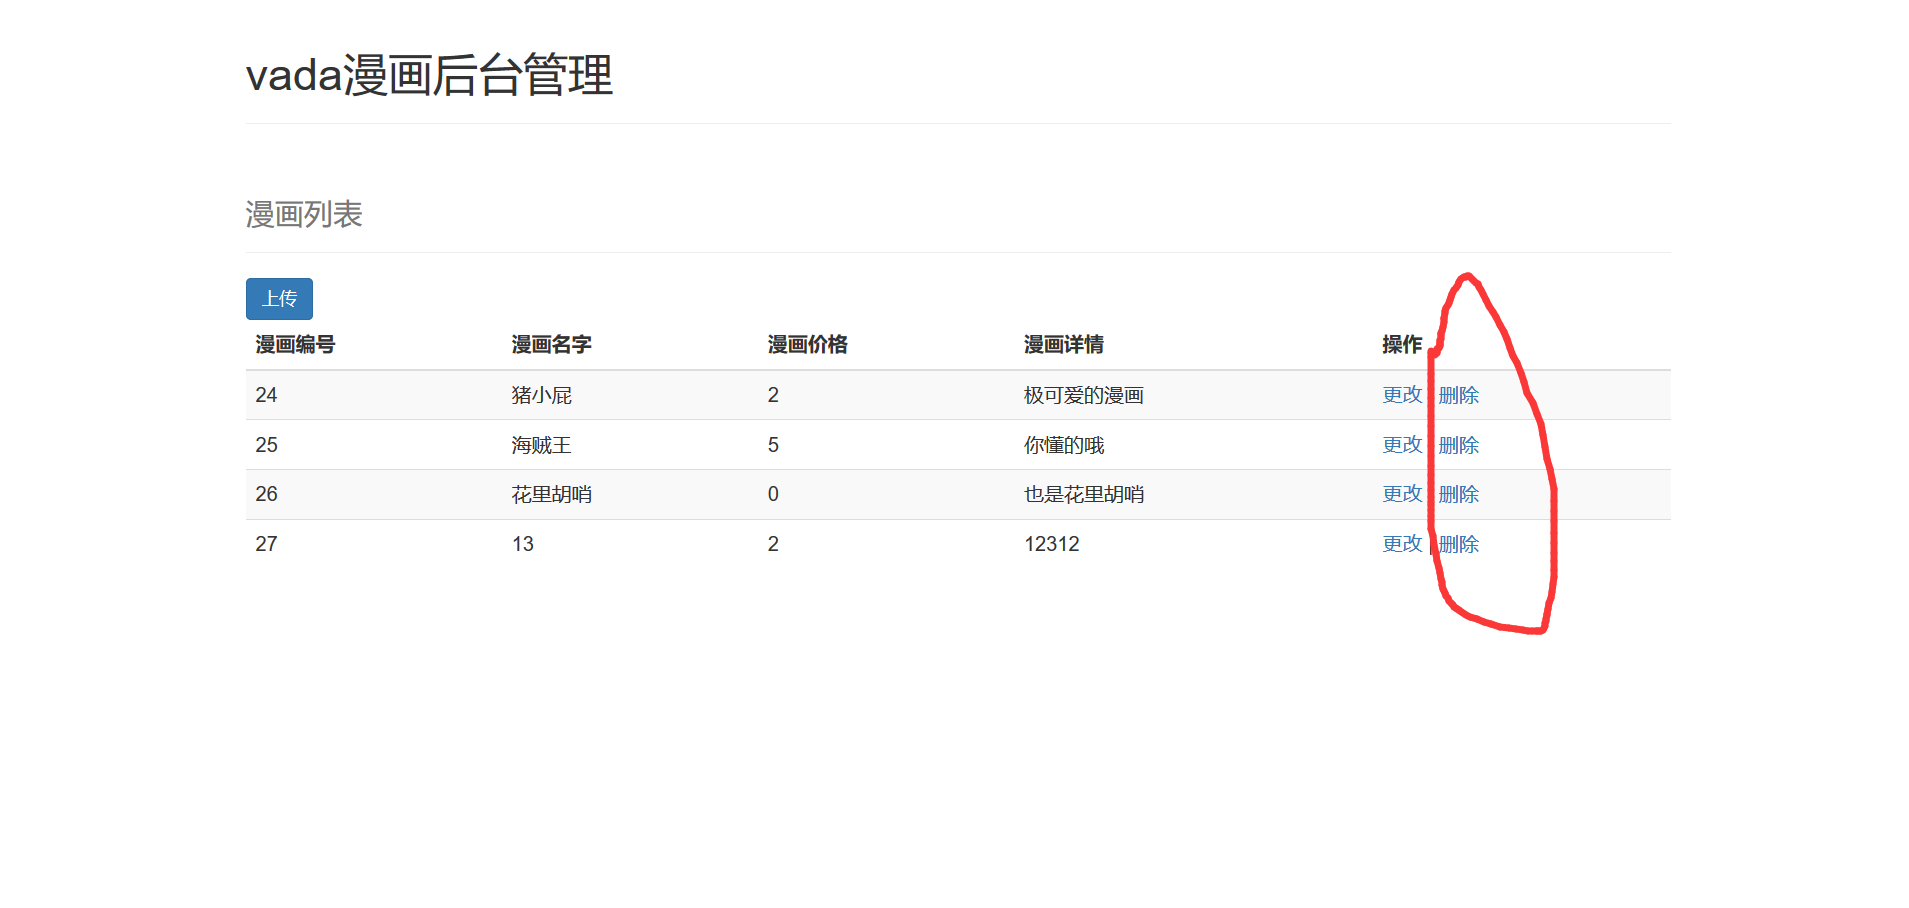 vada漫画后台管理
漫画列表
上传
漫画编号 漫画名字 漫画价格 漫画详情 操作
24 猪小屁 2 极可爱的漫画 更改 删除
25 海贼王 5 你懂的哦 更改 删除
26 花里胡哨 0 也是花里胡哨 更改 删除
27 13 2 12312 更改 | 删除